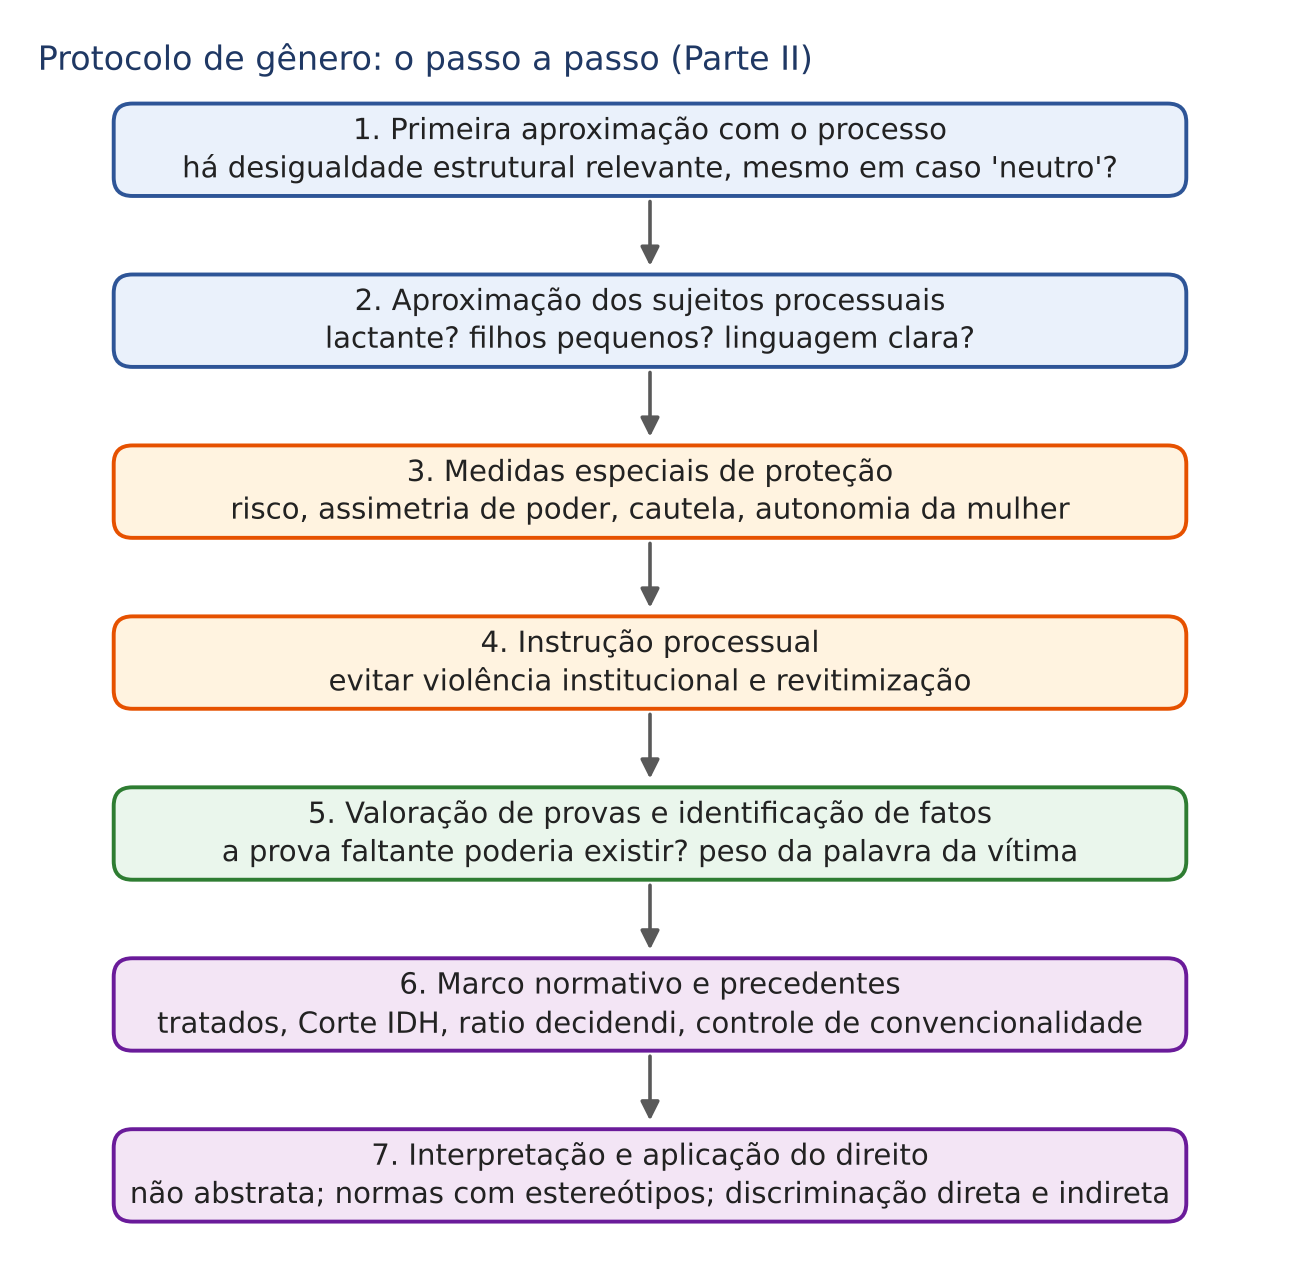 Protocolo de gênero: o passo a passo (Parte II)
1. Primeira aproximação com o processo
há desigualdade estrutural relevante, mesmo em caso 'neutro'?
2. Aproximação dos sujeitos processuais
lactante? filhos pequenos? linguagem clara?
3. Medidas especiais de proteção
risco, assimetria de poder, cautela, autonomia da mulher
4. Instrução processual
evitar violência institucional e revitimização
5. Valoração de provas e identificação de fatos
a prova faltante poderia existir? peso da palavra da vítima
6. Marco normativo e precedentes
tratados, Corte IDH, ratio decidendi, controle de convencionalidade
7. Interpretação e aplicação do direito
não abstrata; normas com estereótipos; discriminação direta e indireta